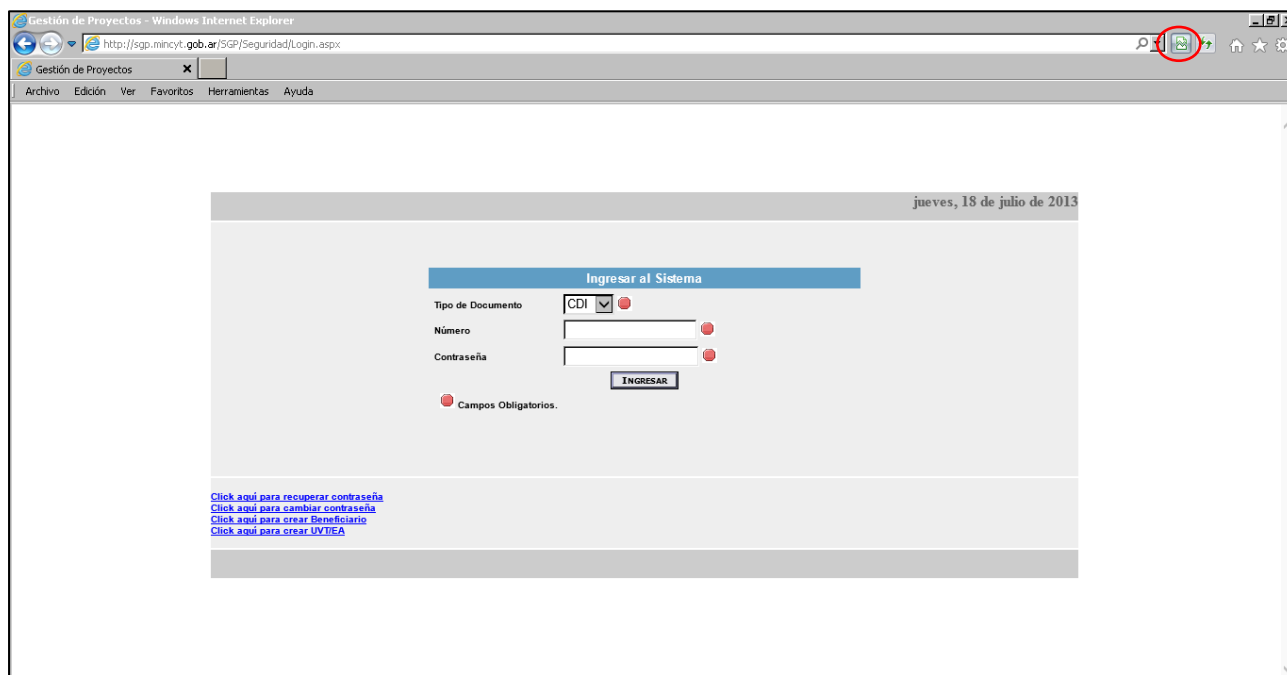 Gestión de Proyectos - Windows Internet Explorer
http://sgp.mincyt.gob.ar/SGP/Seguridad/Login.aspx
Gestión de Proyectos
Archivo Edición Ver Favoritos Herramientas Ayuda
jueves, 18 de julio de 2013
Ingresar al Sistema
Tipo de Documento CDI
Número
Contraseña
INGRESAR
Campos Obligatorios.
Click aquí para recuperar contraseña
Click aquí para cambiar contraseña
Click aquí para crear Beneficiario
Click aquí para crear UVT/EA